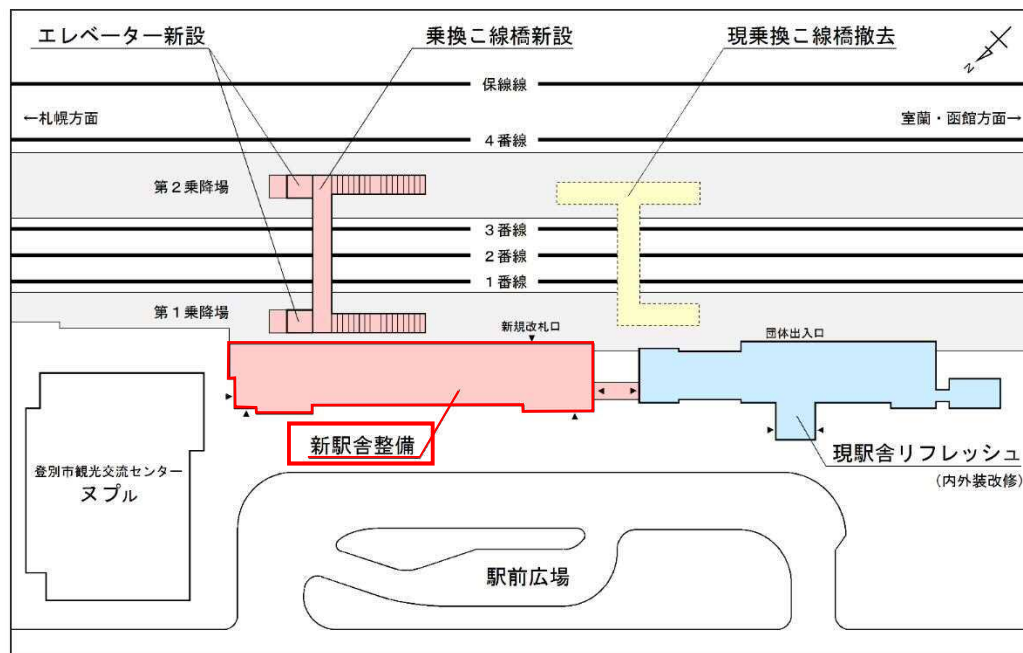 エレベーター新設
乗換こ線橋新設
現乗換こ線橋撤去
N
保線線
←札幌方面
室蘭・函館方面→
4番線
第2乗降場
3番線
2番線
1番線
第1乗降場
新規改札口
団体出入口
新駅舎整備
現駅舎リフレッシュ
(内外装改修)
登別市観光交流センター
ヌプル
駅前広場